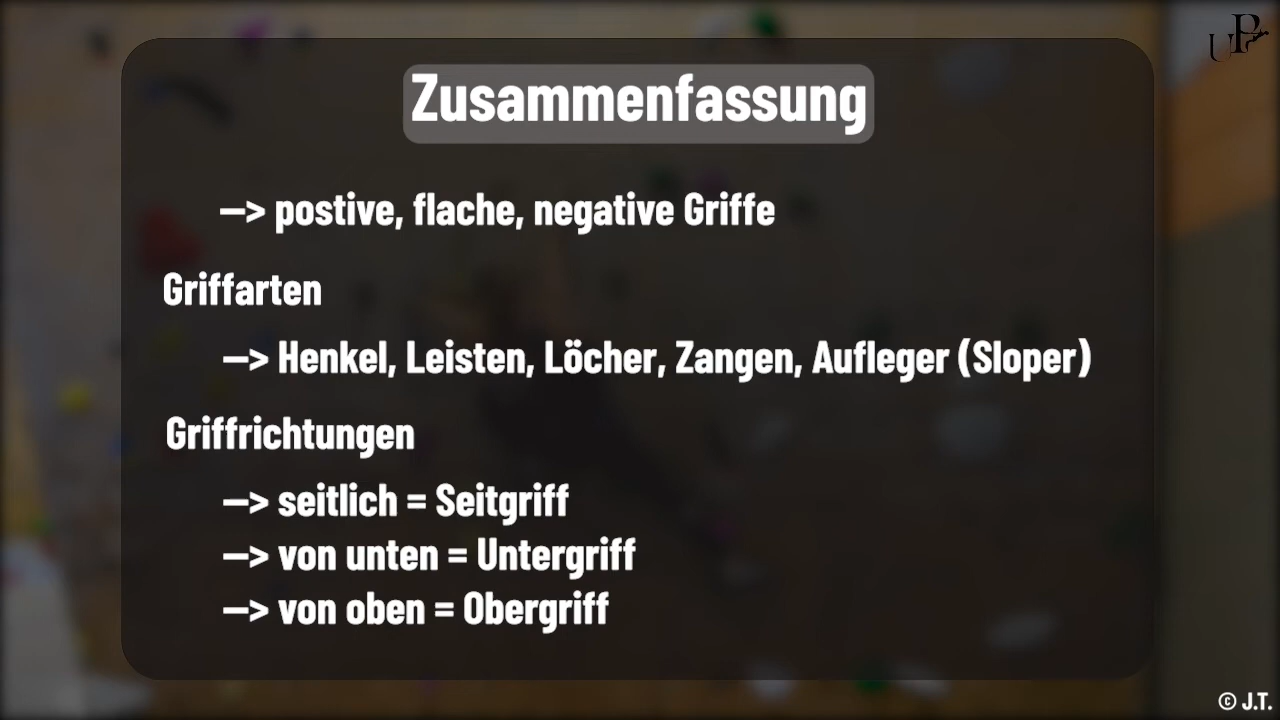 UP
Zusammenfassung
—> postive, flache, negative Griffe
Griffarten
—> Henkel, Leisten, Löcher, Zangen, Aufleger (Sloper)
Griffrichtungen
—> seitlich = Seitgriff
—> von unten = Untergriff
—> von oben = Obergriff
© J.T.